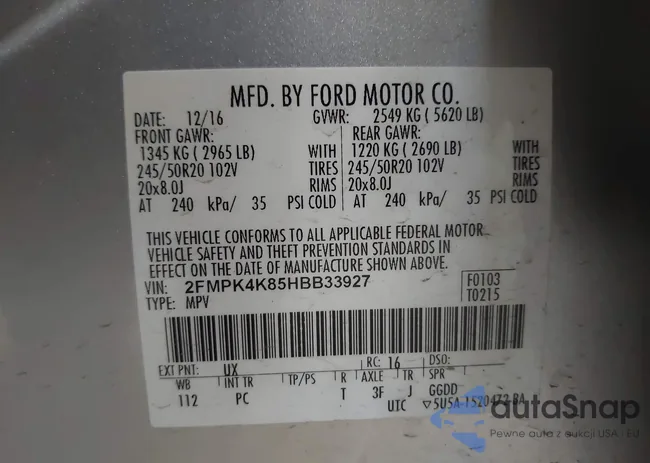 MFD. BY FORD MOTOR CO.
DATE: 12/16 GVWR: 2549 KG ( 5620 LB)
FRONT GAWR: REAR GAWR:
1345 KG ( 2965 LB) WITH 1220 KG ( 2690 LB) WITH
245/50R20 102V TIRES 245/50R20 102V TIRES
20x8.0J RIMS 20x8.0J RIMS
AT 240 kPa/ 35 PSI COLD AT 240 kPa/ 35 PSI COLD
THIS VEHICLE CONFORMS TO ALL APPLICABLE FEDERAL MOTOR
VEHICLE SAFETY AND THEFT PREVENTION STANDARDS IN
EFFECT ON THE DATE OF MANUFACTURE SHOWN ABOVE.
VIN: 2FMPK4K85HBB33927 F0103
TYPE: MPV T0215
EXT PNT: UX RC: 16 DSO:
WB INT TR TP/PS R AXLE TR SPR
112 PC T 3F J GGDD
UTC ▽5U5A-1520472-BA
autoSnap
Pewne auta z aukcji USA - EU